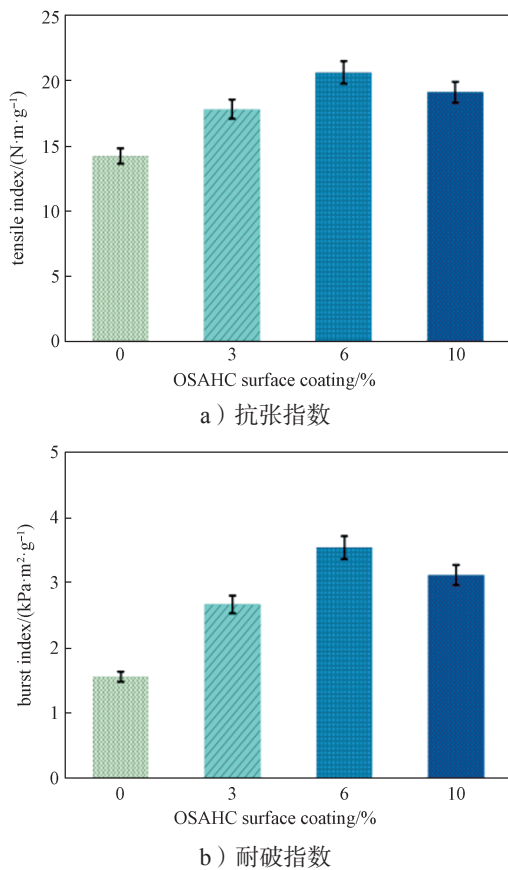 25
20
15
10
5
0
tensile index/(N·m·g⁻¹)
0 3 6 10
OSAHC surface coating/%
a）抗张指数
5
4
3
2
1
0
burst index/(kPa·m²·g⁻¹)
0 3 6 10
OSAHC surface coating/%
b）耐破指数